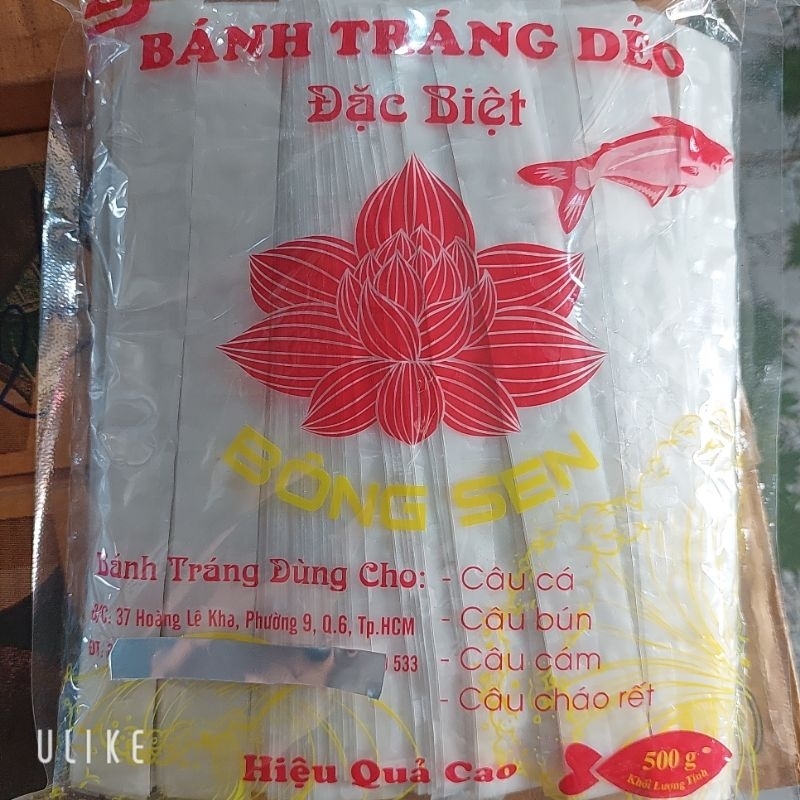 BÁNH TRÁNG DẺO
Đặc Biệt
BÔNG SEN
Bánh Tráng Dùng Cho:
- Câu cá
- Câu bún
- Câu cám
- Câu cháo rết
Đ/C: 37 Hoàng Lê Kha, Phường 9, Q.6, Tp.HCM
ĐT: 533
Hiệu Quả Cao
500 g
Khối Lượng Tịnh
ULIKE